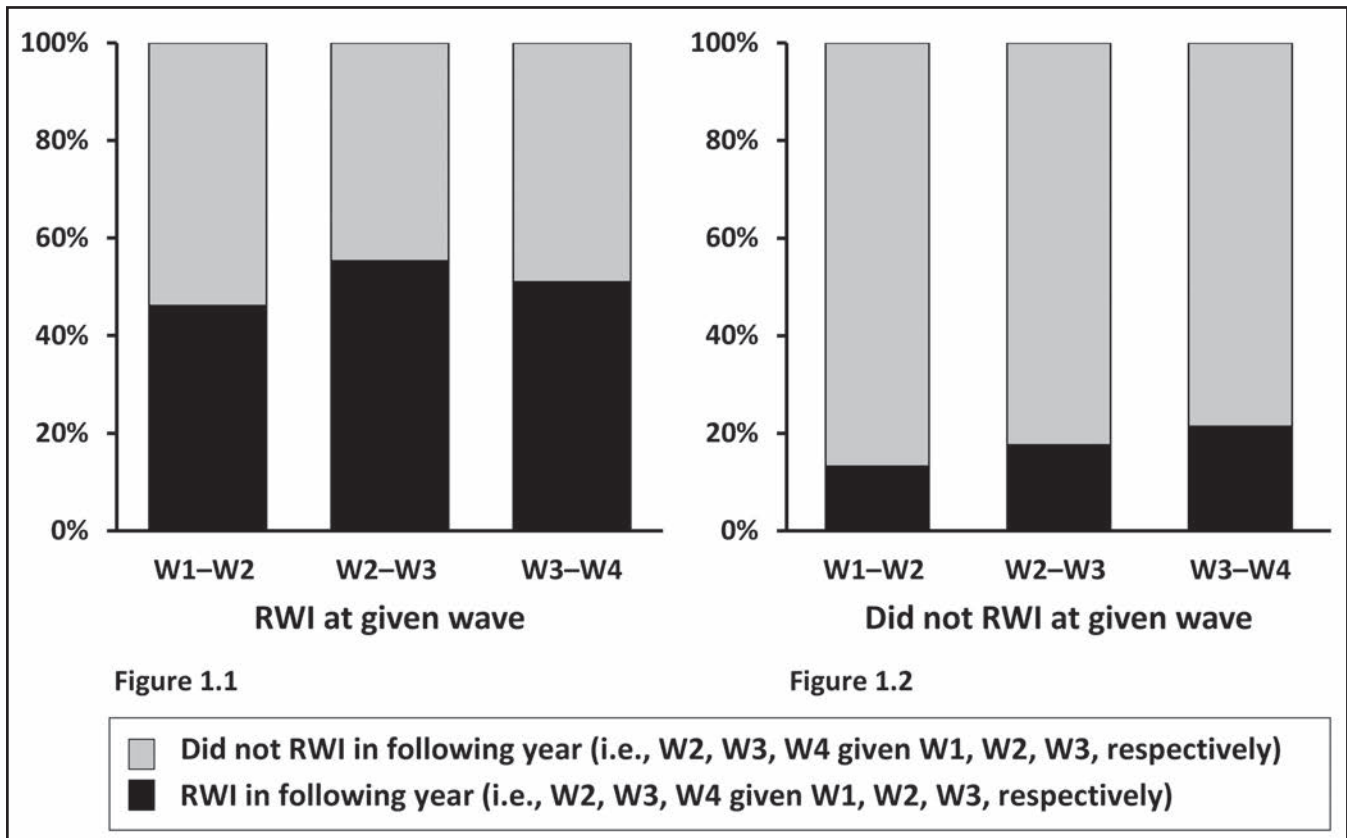 100%
80%
60%
40%
20%
0%
W1–W2 W2–W3 W3–W4
RWI at given wave
Figure 1.1
100%
80%
60%
40%
20%
0%
W1–W2 W2–W3 W3–W4
Did not RWI at given wave
Figure 1.2
Did not RWI in following year (i.e., W2, W3, W4 given W1, W2, W3, respectively)
RWI in following year (i.e., W2, W3, W4 given W1, W2, W3, respectively)